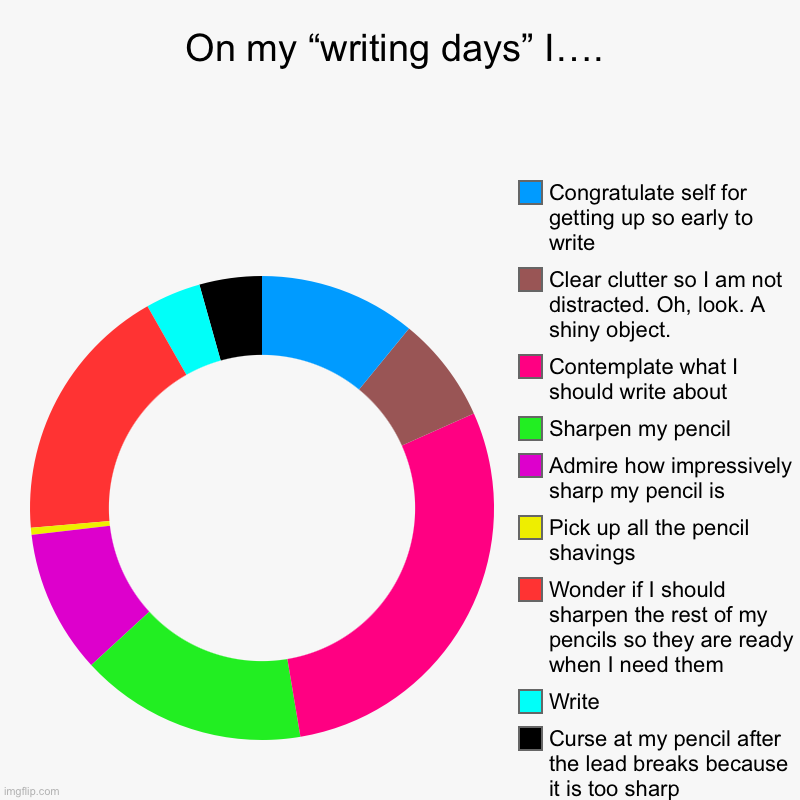 On my “writing days” I….
Congratulate self for
getting up so early to
write
Clear clutter so I am not
distracted. Oh, look. A
shiny object.
Contemplate what I
should write about
Sharpen my pencil
Admire how impressively
sharp my pencil is
Pick up all the pencil
shavings
Wonder if I should
sharpen the rest of my
pencils so they are ready
when I need them
Write
Curse at my pencil after
the lead breaks because
it is too sharp
imgflip.com